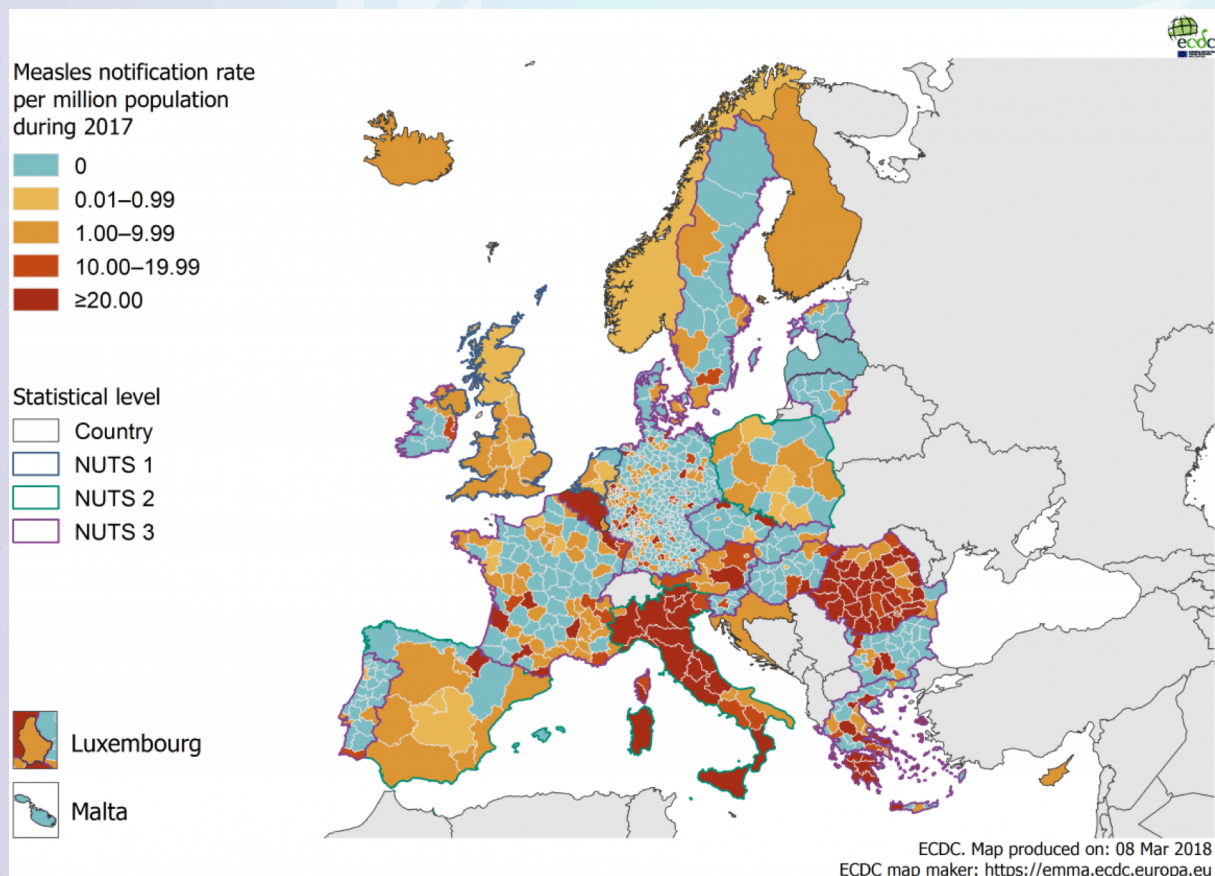 ecdc
Measles notification rate
per million population
during 2017
0
0.01–0.99
1.00–9.99
10.00–19.99
≥20.00
Statistical level
Country
NUTS 1
NUTS 2
NUTS 3
Luxembourg
Malta
ECDC. Map produced on: 08 Mar 2018
ECDC map maker: https://emma.ecdc.europa.eu